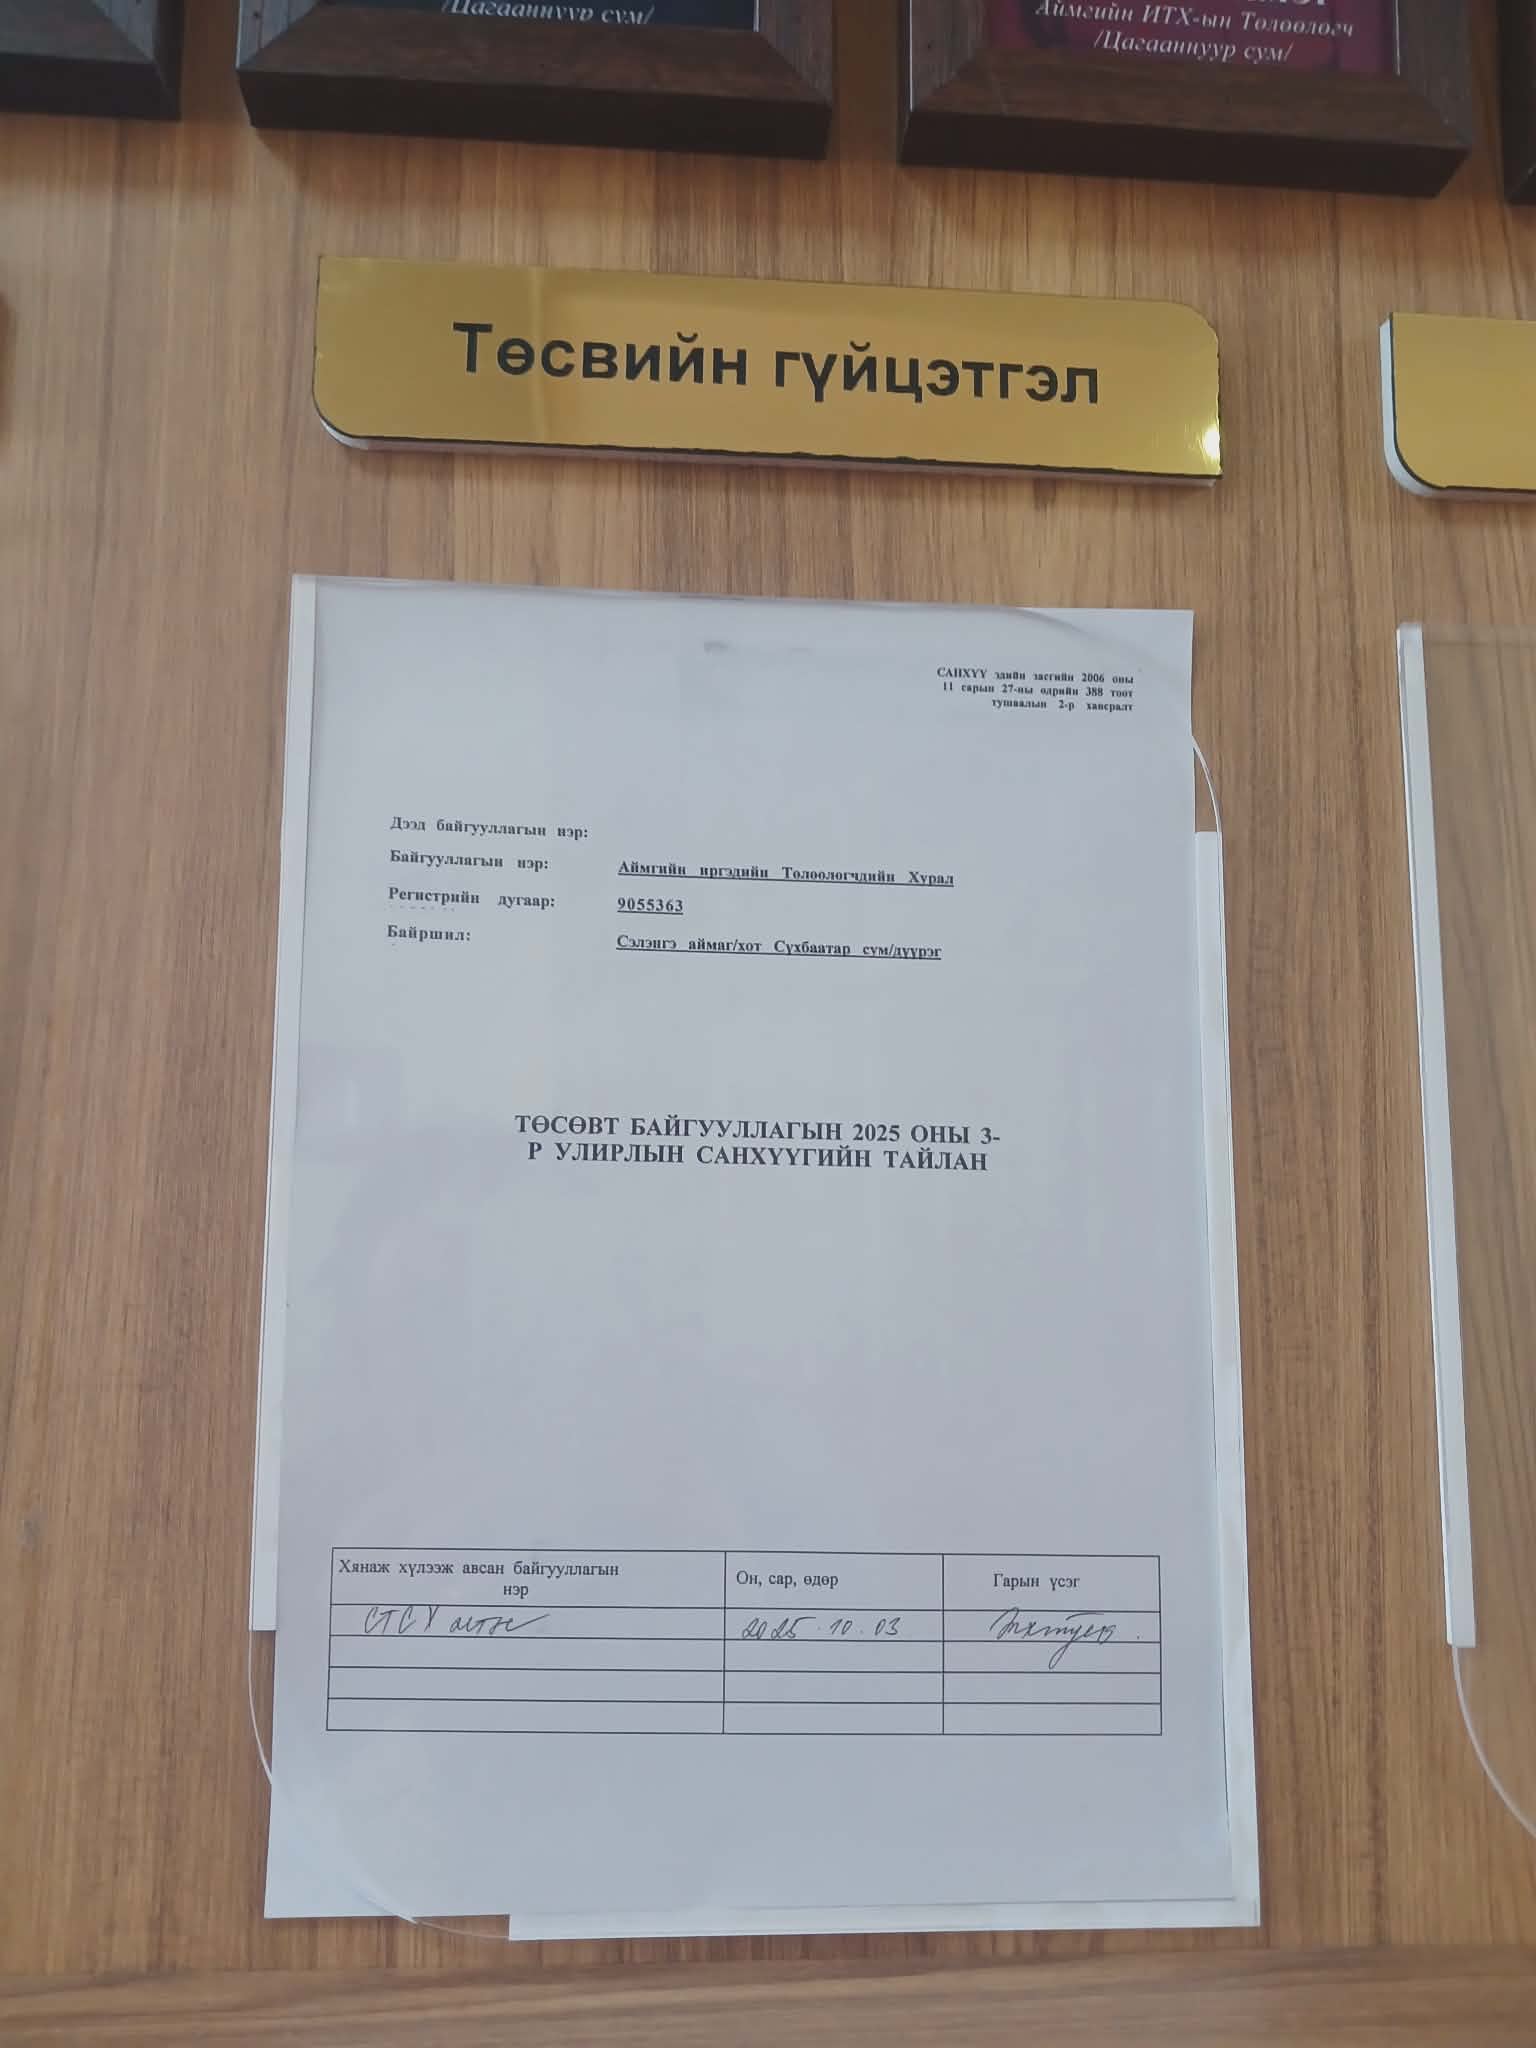 /Цагааннуур сум/
Аймгийн ИТХ-ын Төлөөлөгч
/Цагааннуур сум/
Төсвийн гүйцэтгэл
САНХҮҮ эдийн засгийн 2006 оны
11 сарын 27-ны өдрийн 388 тоот
тушаалын 2-р хавсралт
Дээд байгууллагын нэр:
Байгууллагын нэр: Аймгийн иргэдийн Төлөөлөгчдийн Хурал
Регистрийн дугаар: 9055363
Байршил: Сэлэнгэ аймаг/хот Сүхбаатар сум/дүүрэг
ТӨСӨВТ БАЙГУУЛЛАГЫН 2025 ОНЫ 3-
Р УЛИРЛЫН САНХҮҮГИЙН ТАЙЛАН
Хянаж хүлээж авсан байгууллагын
нэр
Он, сар, өдөр
Гарын үсэг
СТСХ 2025.10.03